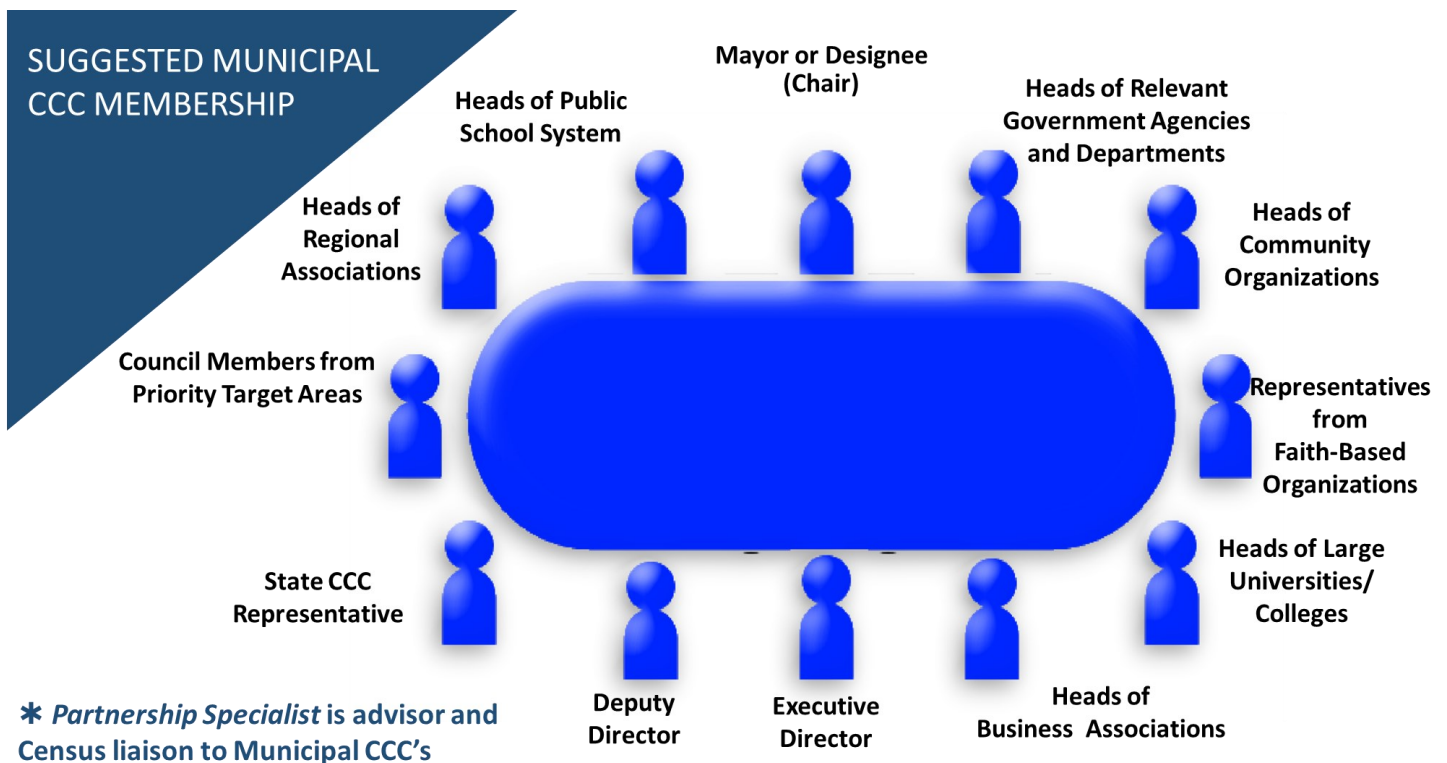 SUGGESTED MUNICIPAL
CCC MEMBERSHIP
Mayor or Designee
(Chair)
Heads of Public
School System
Heads of Relevant
Government Agencies
and Departments
Heads of
Regional
Associations
Heads of
Community
Organizations
Council Members from
Priority Target Areas
Representatives
from
Faith-Based
Organizations
State CCC
Representative
Heads of Large
Universities/
Colleges
Deputy
Director
Executive
Director
Heads of
Business Associations
* Partnership Specialist is advisor and
Census liaison to Municipal CCC's